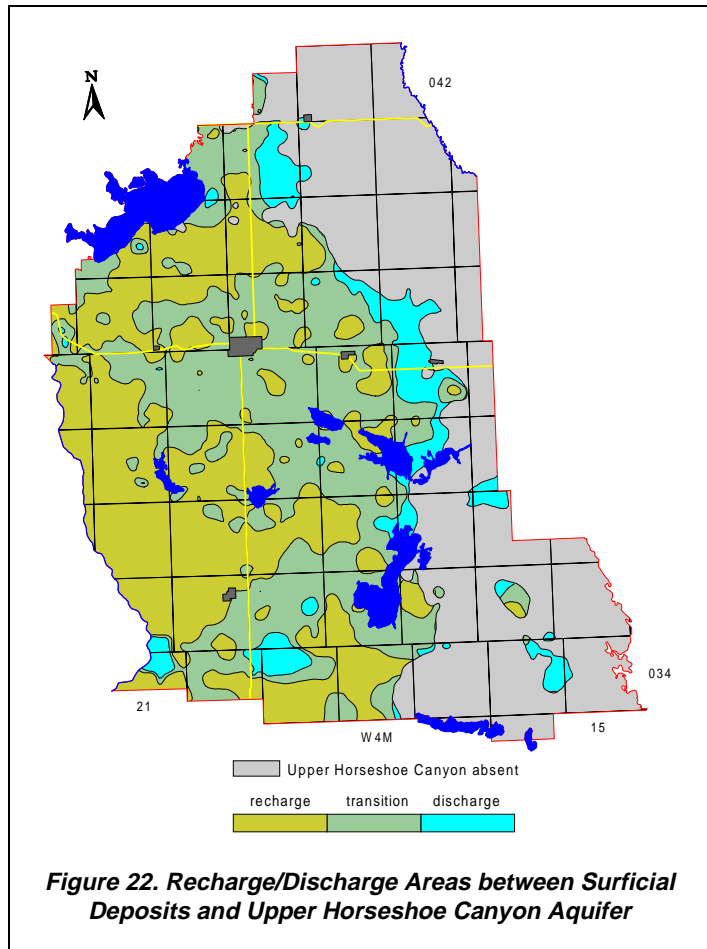 N
042
034
21
W4M
15
Upper Horseshoe Canyon absent
recharge transition discharge
Figure 22. Recharge/Discharge Areas between Surficial
Deposits and Upper Horseshoe Canyon Aquifer